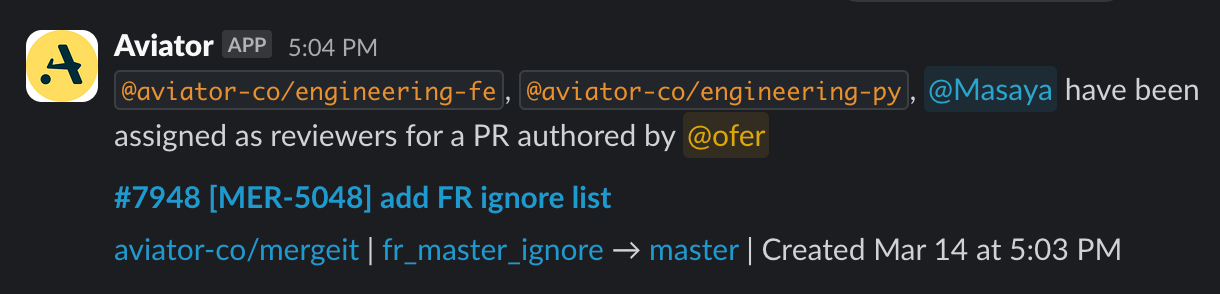 Aviator APP 5:04 PM
@aviator-co/engineering-fe, @aviator-co/engineering-py, @Masaya have been
assigned as reviewers for a PR authored by @ofer
#7948 [MER-5048] add FR ignore list
aviator-co/mergeit | fr_master_ignore → master | Created Mar 14 at 5:03 PM